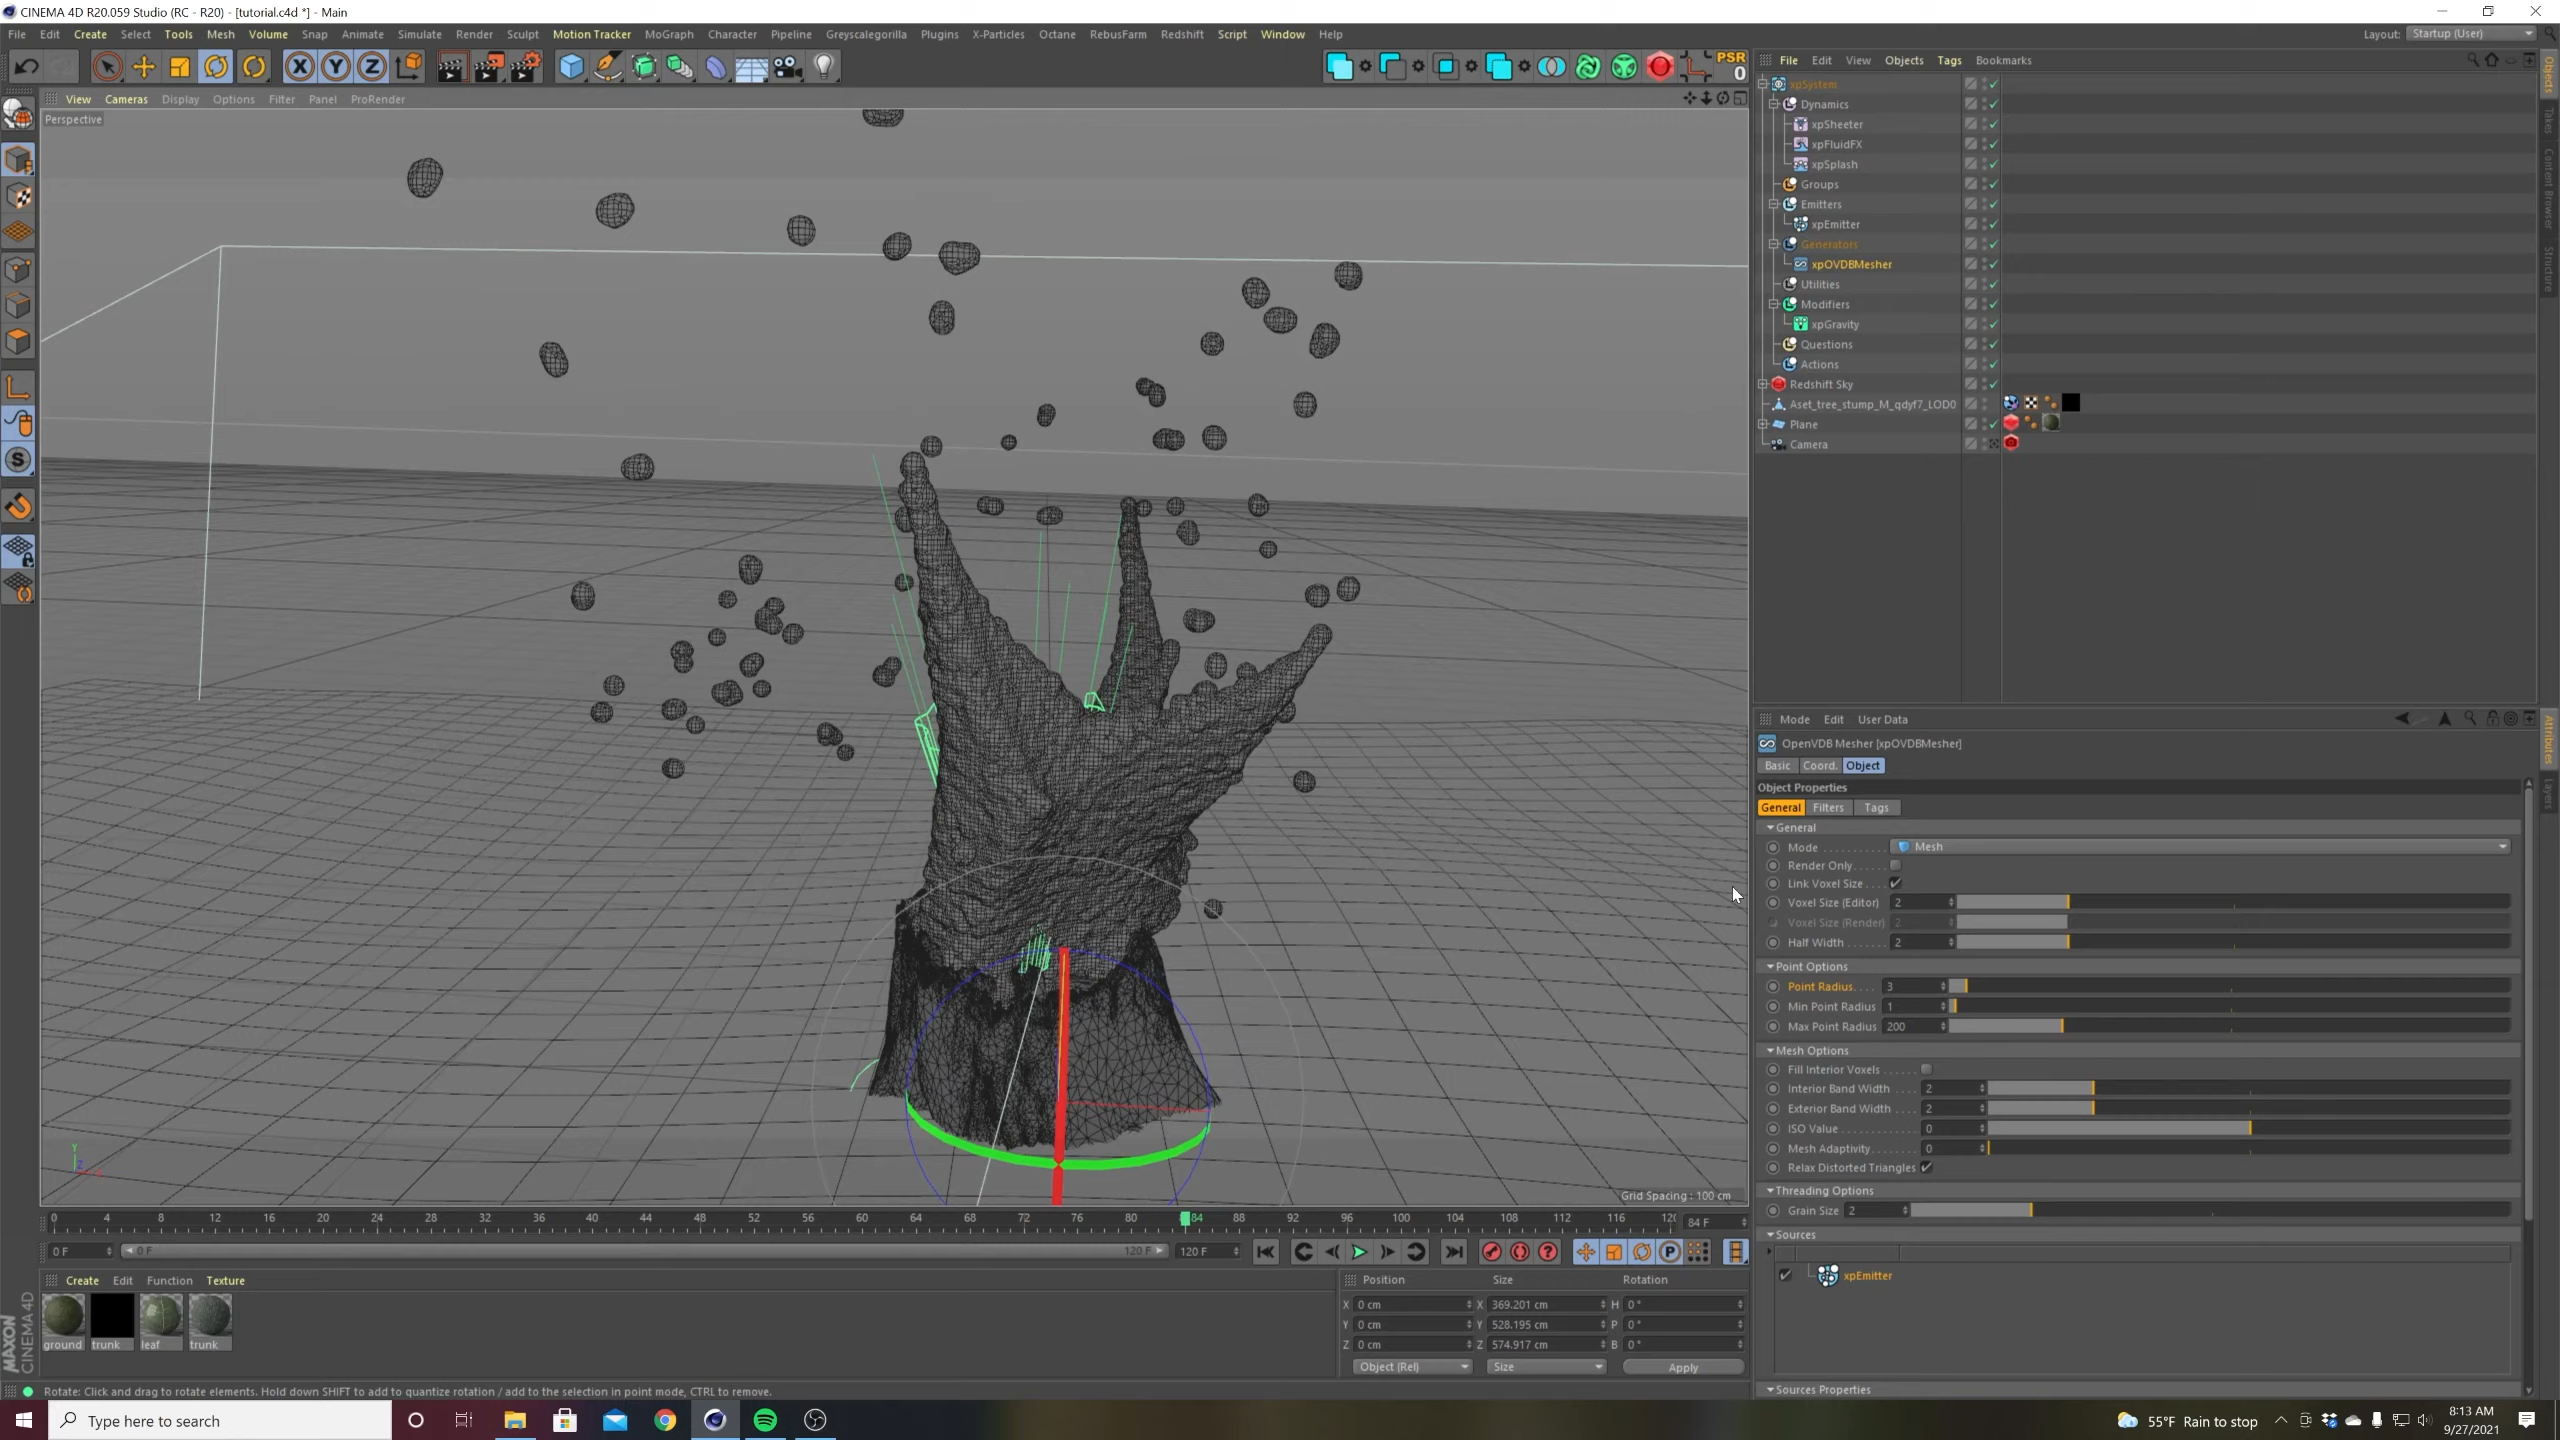 CINEMA 4D R20.059 Studio (RC - R20) - [tutorial.c4d *] - Main
File Edit Create Select Tools Mesh Volume Snap Animate Simulate Render Sculpt Motion Tracker MoGraph Character Pipeline Greyscalegorilla Plugins X-Particles Octane RebusFarm Redshift Script Window Help
Layout: Startup (User)
PSR
0
View Cameras Display Options Filter Panel ProRender
Perspective
Grid Spacing : 100 cm
File Edit View Objects Tags Bookmarks
xpSystem
Dynamics
xpSheeter
xpFluidFX
xpSplash
Groups
Emitters
xpEmitter
Generators
xpOVDBMesher
Utilities
Modifiers
xpGravity
Questions
Actions
Redshift Sky
Aset_tree_stump_M_qdyf7_LOD0
Plane
Camera
Objects
Takes
Content Browser
Structure
Mode Edit User Data
OpenVDB Mesher [xpOVDBMesher]
Basic Coord. Object
Object Properties
General Filters Tags
General
Mode Mesh
Render Only
Link Voxel Size
Voxel Size (Editor) 2
Voxel Size (Render) 2
Half Width 2
Point Options
Point Radius 3
Min Point Radius 1
Max Point Radius 200
Mesh Options
Fill Interior Voxels
Interior Band Width 2
Exterior Band Width 2
ISO Value 0
Mesh Adaptivity 0
Relax Distorted Triangles
Threading Options
Grain Size 2
Sources
xpEmitter
Sources Properties
Attributes
Layers
0 4 8 12 16 20 24 28 32 36 40 44 48 52 56 60 64 68 72 76 80 84 88 92 96 100 104 108 112 116 120 84 F
0 F 0 F 120 F 120 F
Create Edit Function Texture
ground trunk leaf trunk
MAXON CINEMA4D
Position Size Rotation
X 0 cm X 369.201 cm H 0 °
Y 0 cm Y 528.195 cm P 0 °
Z 0 cm Z 574.917 cm B 0 °
Object (Rel) Size Apply
Rotate: Click and drag to rotate elements. Hold down SHIFT to add to quantize rotation / add to the selection in point mode, CTRL to remove.
Type here to search
55°F Rain to stop
8:13 AM
9/27/2021